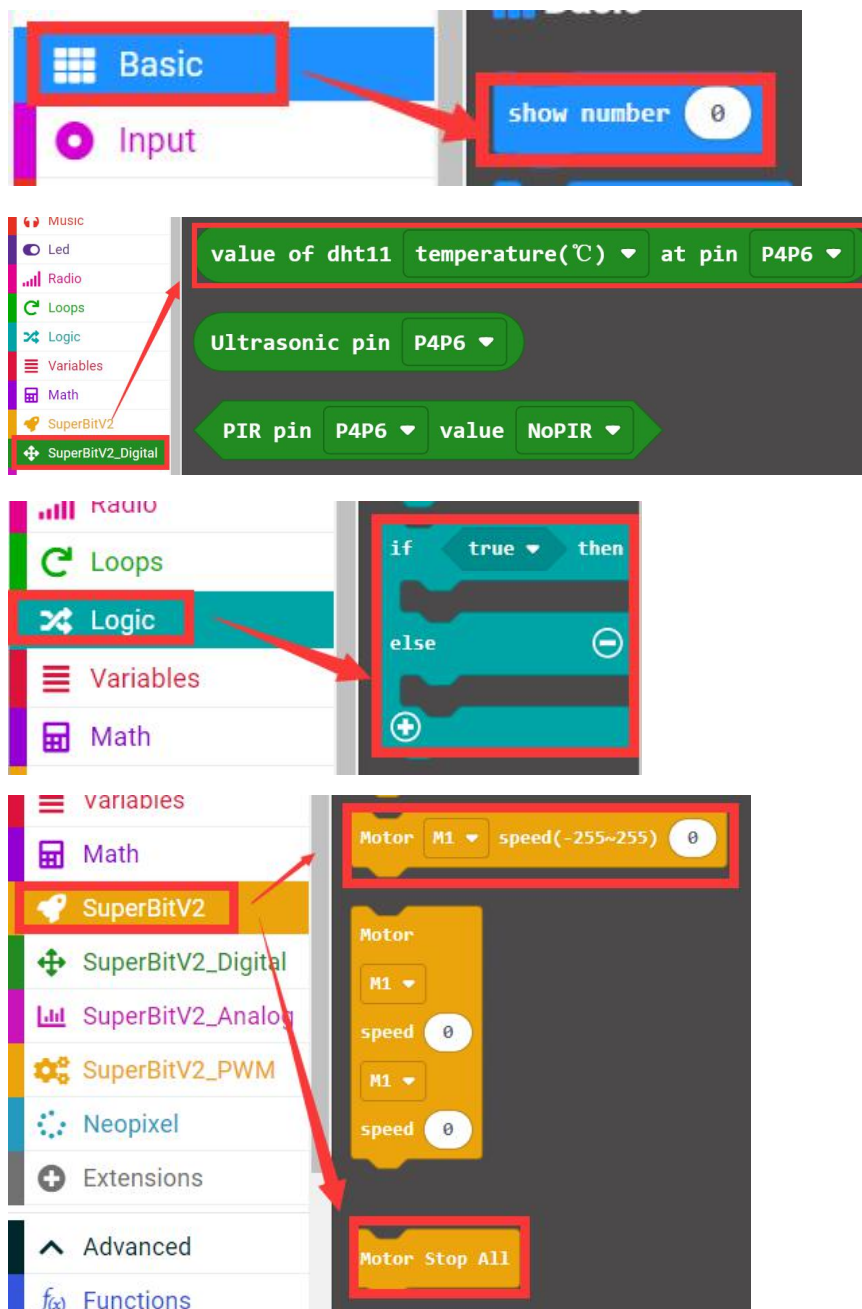 Basic
Basic
Input
show number 0
Music
Led
Radio
Loops
Logic
Variables
Math
SuperBitV2
SuperBitV2_Digital
value of dht11 temperature(℃) at pin P4P6
Ultrasonic pin P4P6
PIR pin P4P6 value NoPIR
Radio
Loops
Logic
Variables
Math
if true then
else
Variables
Math
SuperBitV2
SuperBitV2_Digital
SuperBitV2_Analog
SuperBitV2_PWM
Neopixel
Extensions
Advanced
f(x) Functions
Motor M1 speed(-255~255) 0
Motor
M1
speed 0
M1
speed 0
Motor Stop All